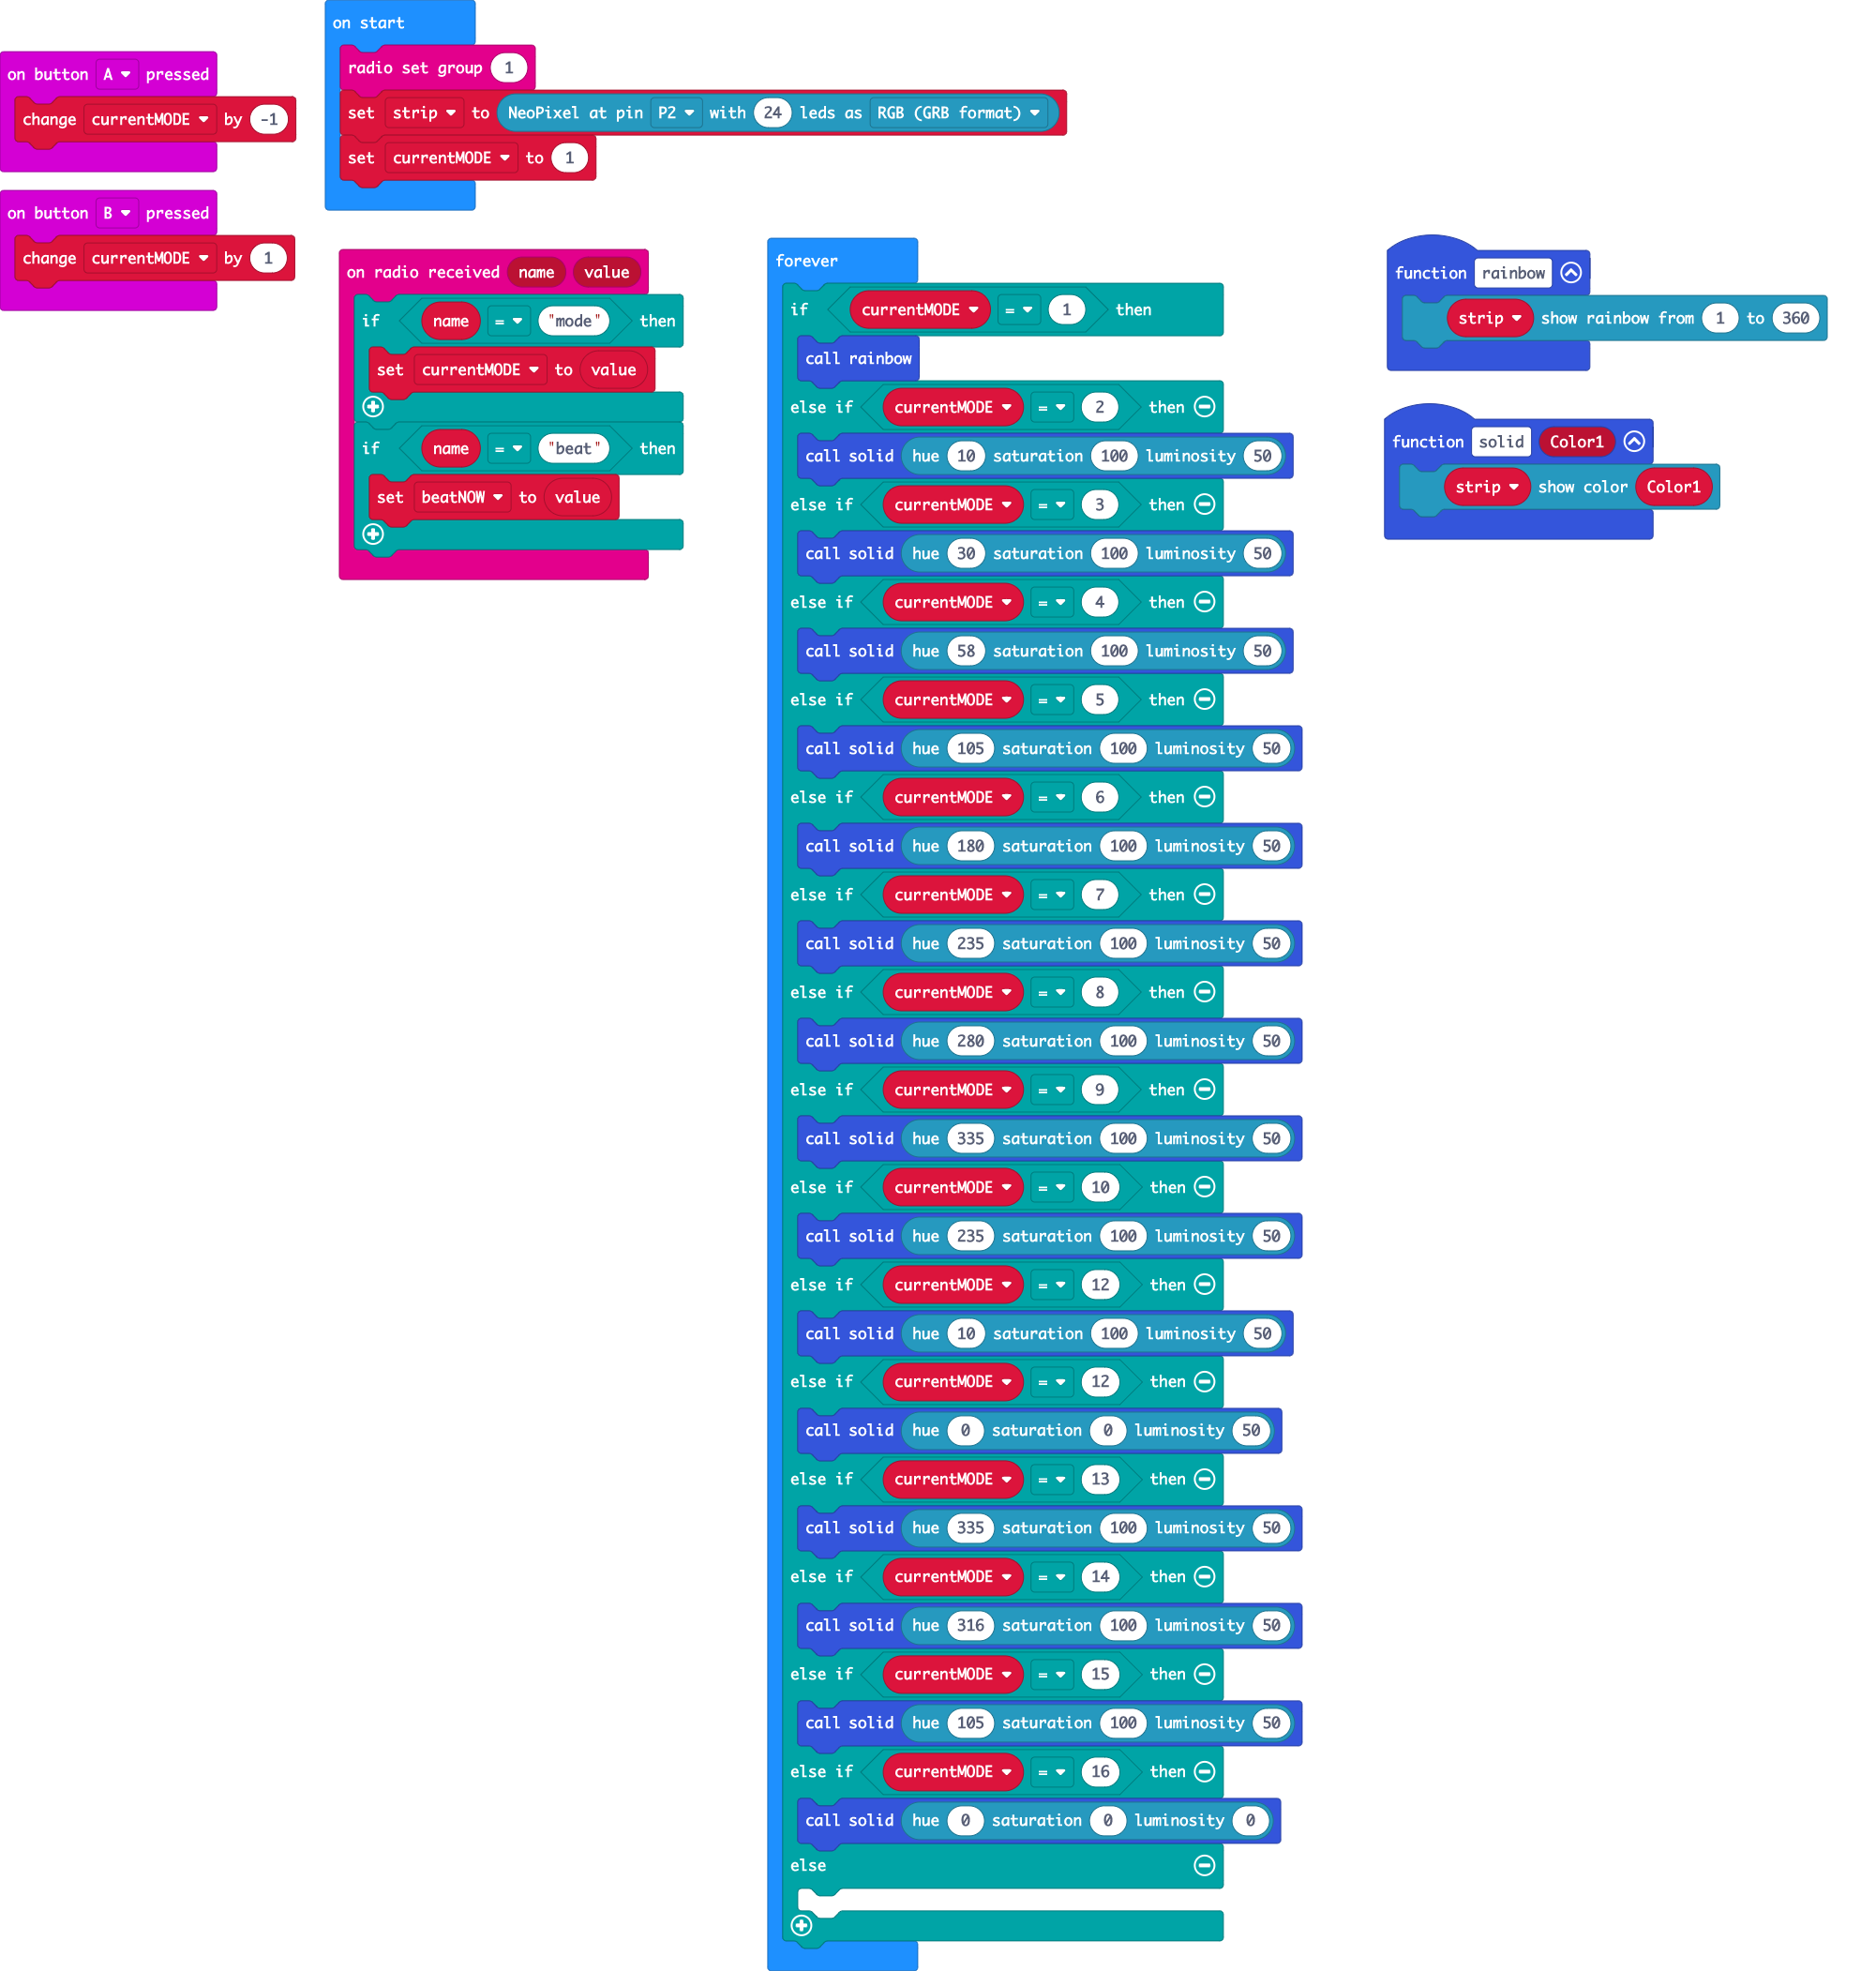 on button A pressed
change currentMODE by -1
on button B pressed
change currentMODE by 1
on start
radio set group 1
set strip to NeoPixel at pin P2 with 24 leds as RGB (GRB format)
set currentMODE to 1
on radio received name value
if name = "mode" then
set currentMODE to value
if name = "beat" then
set beatNOW to value
forever
if currentMODE = 1 then
call rainbow
else if currentMODE = 2 then
call solid hue 10 saturation 100 luminosity 50
else if currentMODE = 3 then
call solid hue 30 saturation 100 luminosity 50
else if currentMODE = 4 then
call solid hue 58 saturation 100 luminosity 50
else if currentMODE = 5 then
call solid hue 105 saturation 100 luminosity 50
else if currentMODE = 6 then
call solid hue 180 saturation 100 luminosity 50
else if currentMODE = 7 then
call solid hue 235 saturation 100 luminosity 50
else if currentMODE = 8 then
call solid hue 280 saturation 100 luminosity 50
else if currentMODE = 9 then
call solid hue 335 saturation 100 luminosity 50
else if currentMODE = 10 then
call solid hue 235 saturation 100 luminosity 50
else if currentMODE = 12 then
call solid hue 10 saturation 100 luminosity 50
else if currentMODE = 12 then
call solid hue 0 saturation 0 luminosity 50
else if currentMODE = 13 then
call solid hue 335 saturation 100 luminosity 50
else if currentMODE = 14 then
call solid hue 316 saturation 100 luminosity 50
else if currentMODE = 15 then
call solid hue 105 saturation 100 luminosity 50
else if currentMODE = 16 then
call solid hue 0 saturation 0 luminosity 0
else
function rainbow
strip show rainbow from 1 to 360
function solid Color1
strip show color Color1